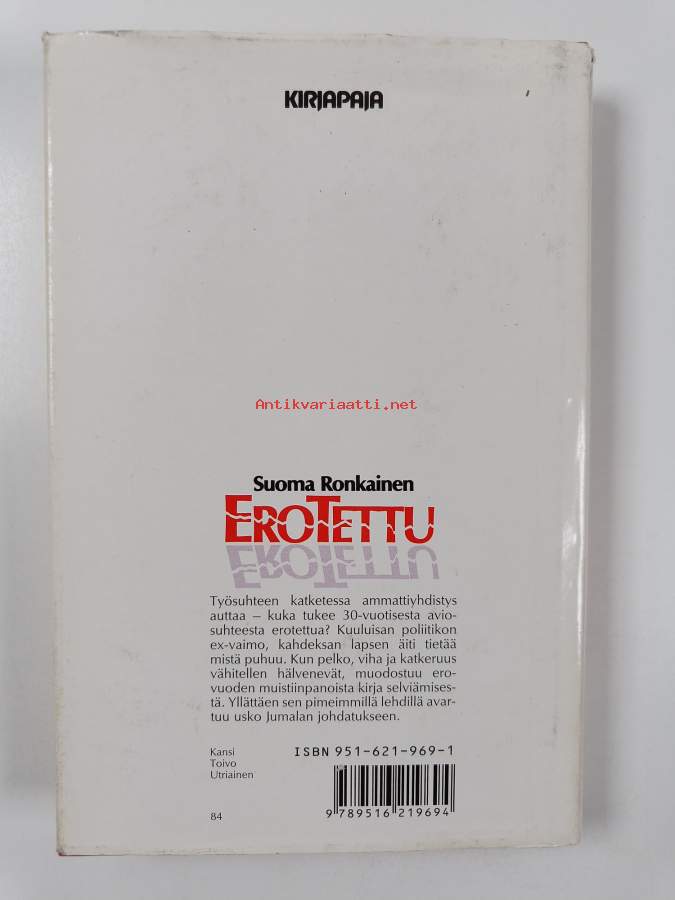 KIRJAPAJA
Antikvariaatti.net
Suoma Ronkainen
EROTETTU
EROTETTU
Työsuhteen katketessa ammattiyhdistys
auttaa – kuka tukee 30-vuotisesta avio-
suhteesta erotettua? Kuuluisan poliitikon
ex-vaimo, kahdeksan lapsen äiti tietää
mistä puhuu. Kun pelko, viha ja katkeruus
vähitellen hälvenevät, muodostuu ero-
vuoden muistiinpanoista kirja selviämises-
tä. Yllättäen sen pimeimmillä lehdillä avar-
tuu usko Jumalan johdatukseen.
Kansi
Toivo
Utriainen
84
ISBN 951-621-969-1
9 789516 219694